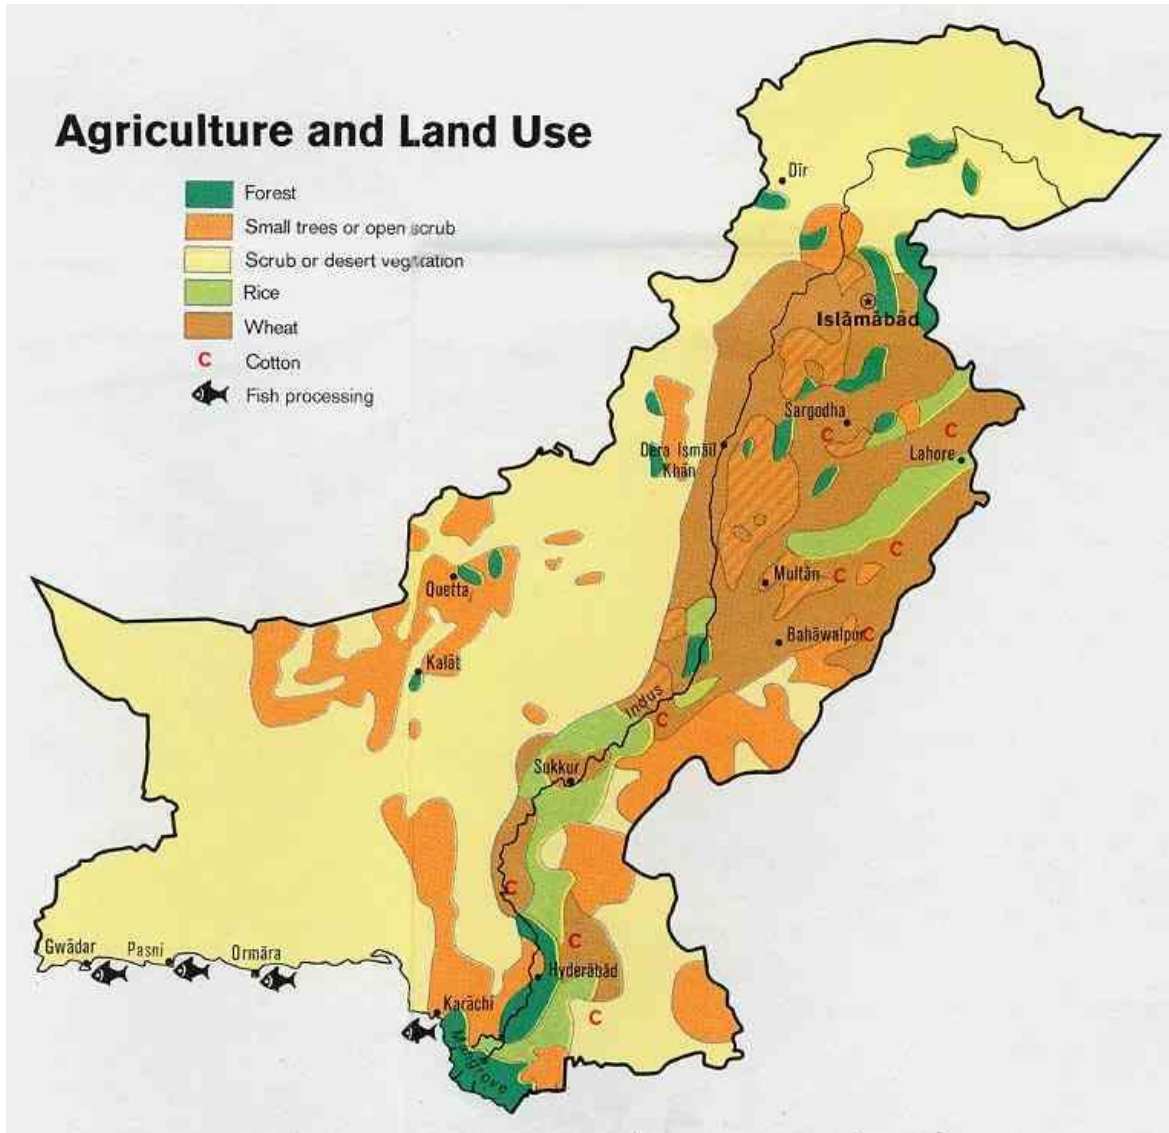 Agriculture and Land Use
Forest
Small trees or open scrub
Scrub or desert vegetation
Rice
Wheat
C Cotton
Fish processing
Dīr
Islāmābād
Sargodha
C
C
Lahore
Dera Ismāīl
Khān
C
Multān
C
Quetta
Bahāwalpur
C
Kalāt
Indus
C
Sukkur
C
C
Gwādar
Pasni
Ormāra
Hyderābād
Karāchi
C
Mangrove